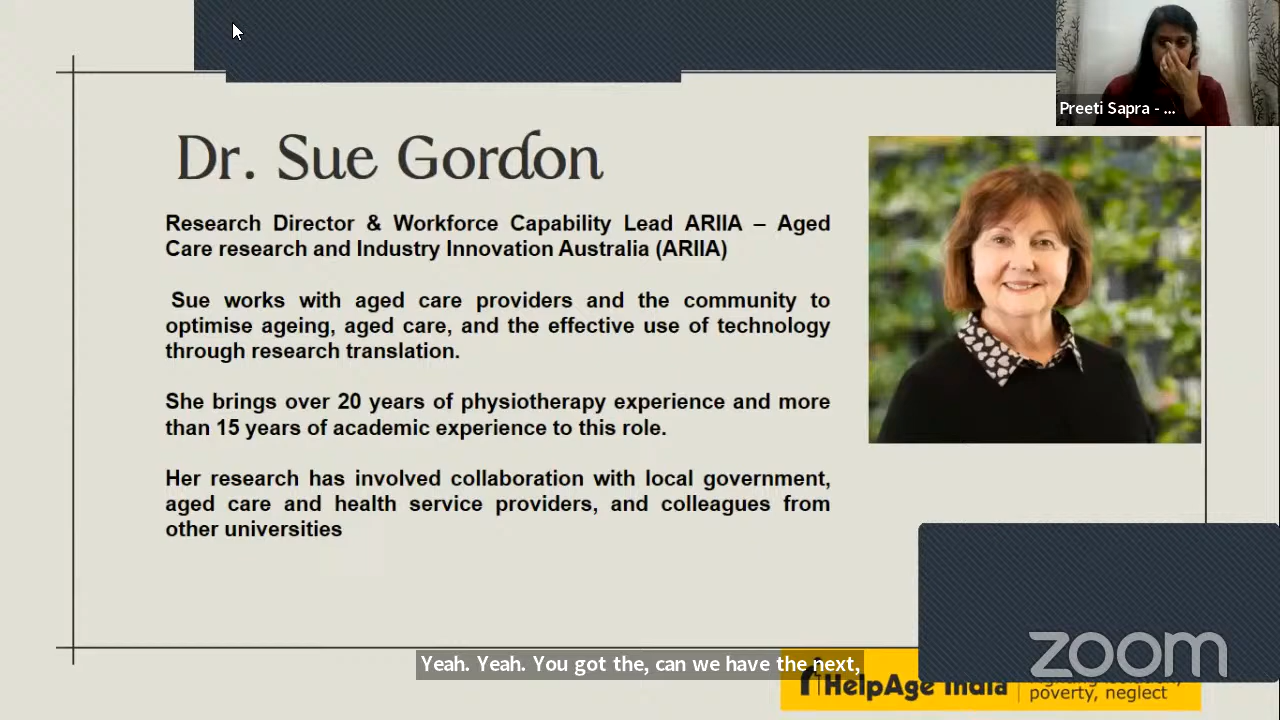 Preeti Sapra - ...
Dr. Sue Gordon
Research Director & Workforce Capability Lead ARIIA – Aged
Care research and Industry Innovation Australia (ARIIA)
Sue works with aged care providers and the community to
optimise ageing, aged care, and the effective use of technology
through research translation.
She brings over 20 years of physiotherapy experience and more
than 15 years of academic experience to this role.
Her research has involved collaboration with local government,
aged care and health service providers, and colleagues from
other universities
zoom
Yeah. Yeah. You got the, can we have the next,
HelpAge India
poverty, neglect